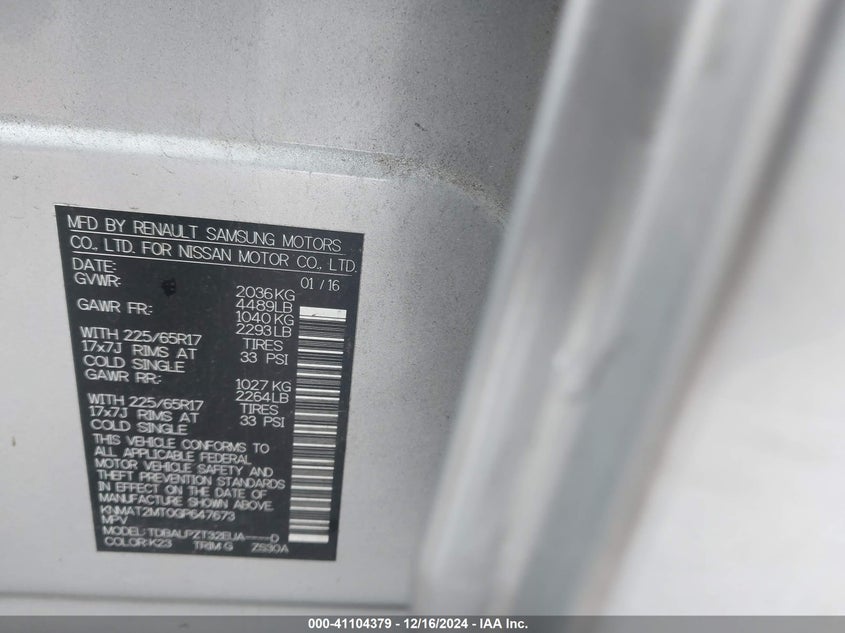 MFD BY RENAULT SAMSUNG MOTORS
CO., LTD. FOR NISSAN MOTOR CO., LTD.
DATE: 01 / 16
GVWR: 2036 KG
4489LB
GAWR FR: 1040 KG
2293LB
WITH 225/65R17 TIRES
17x7J RIMS AT 33 PSI
COLD SINGLE
GAWR RR: 1027 KG
2264LB
WITH 225/65R17 TIRES
17x7J RIMS AT 33 PSI
COLD SINGLE
THIS VEHICLE CONFORMS TO
ALL APPLICABLE FEDERAL
MOTOR VEHICLE SAFETY AND
THEFT PREVENTION STANDARDS
IN EFFECT ON THE DATE OF
MANUFACTURE SHOWN ABOVE.
KNMAT2MT0GP647673
MPV
MODEL: TDBALPZT32EUA----D
COLOR: K23 TRIM G ZS30A
000-41104379 - 12/16/2024 - IAA Inc.